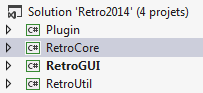 Solution 'Retro2014' (4 projets)
C# Plugin
C# RetroCore
C# RetroGUI
C# RetroUtil